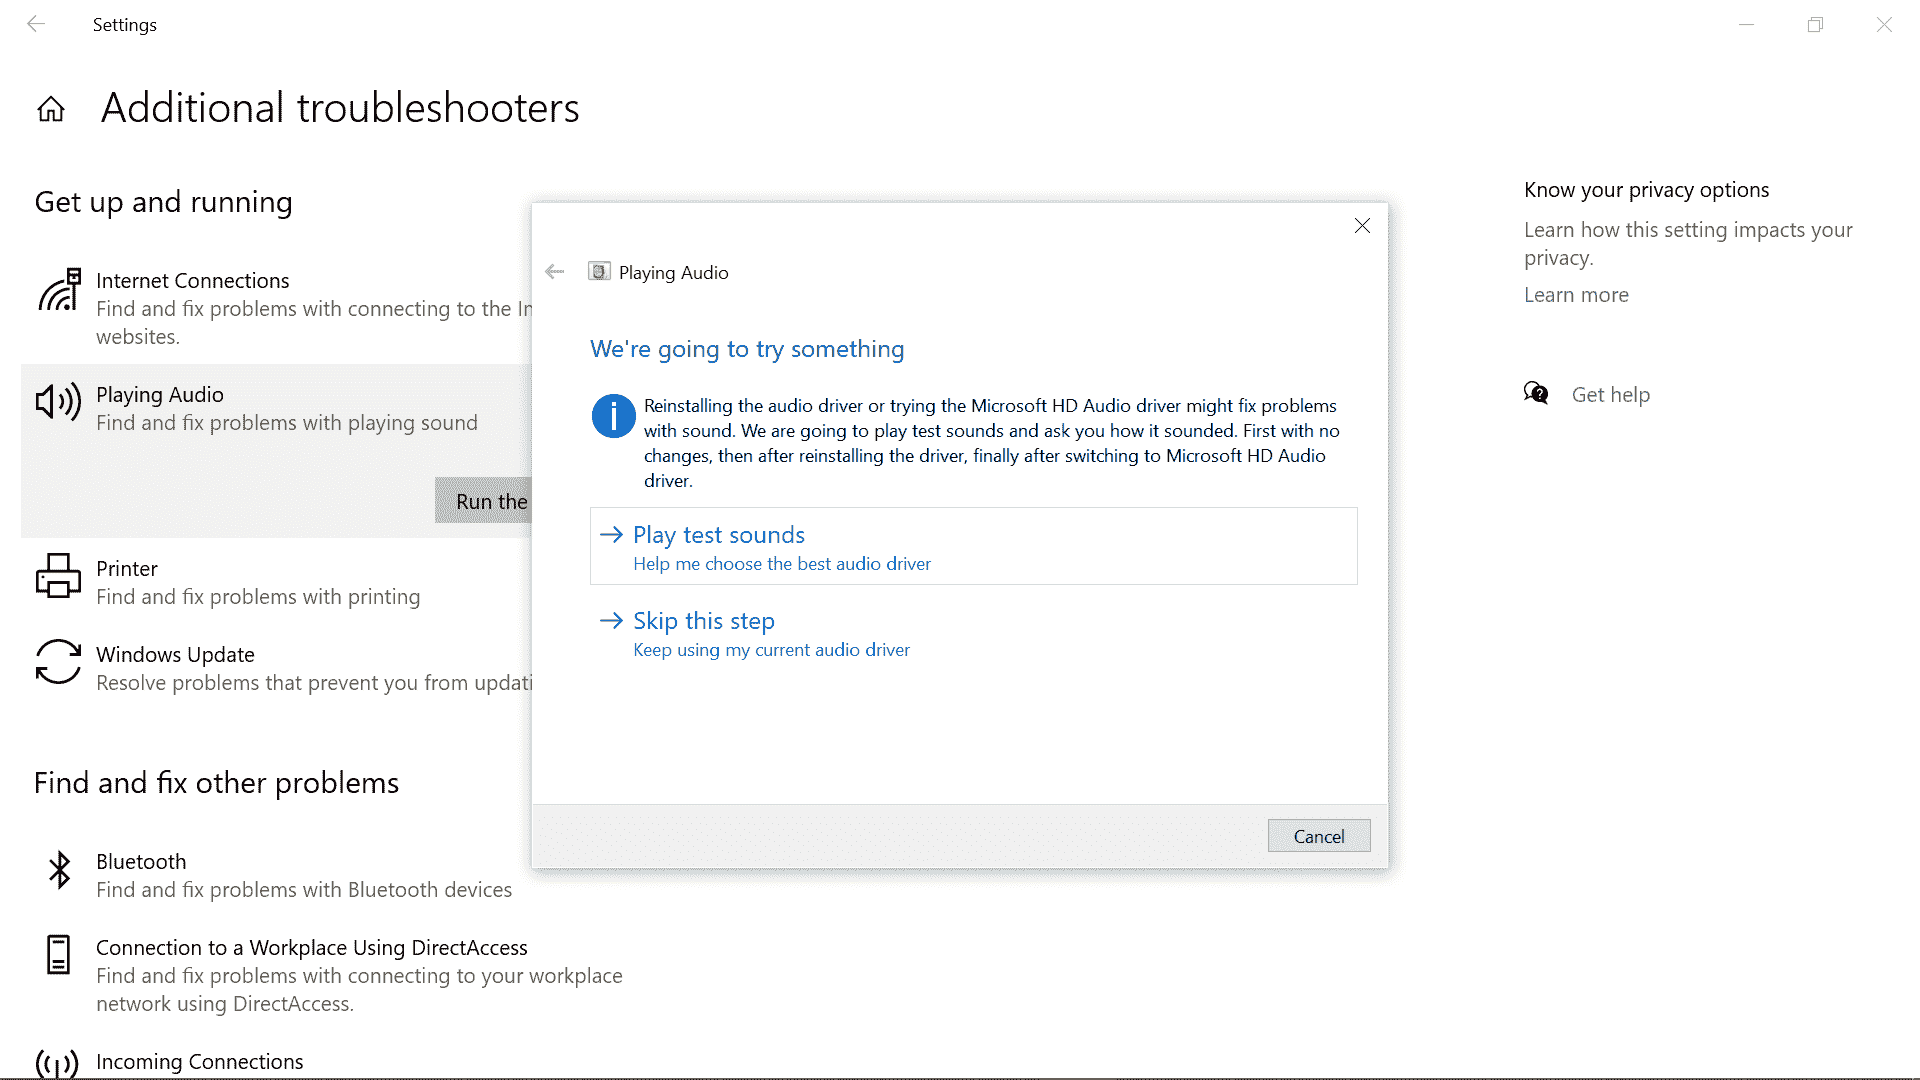 Settings
Additional troubleshooters
Get up and running
Internet Connections
Find and fix problems with connecting to the In
websites.
Playing Audio
Find and fix problems with playing sound
Run the
Printer
Find and fix problems with printing
Windows Update
Resolve problems that prevent you from updati
Find and fix other problems
Bluetooth
Find and fix problems with Bluetooth devices
Connection to a Workplace Using DirectAccess
Find and fix problems with connecting to your workplace
network using DirectAccess.
Incoming Connections
Playing Audio
We're going to try something
Reinstalling the audio driver or trying the Microsoft HD Audio driver might fix problems
with sound. We are going to play test sounds and ask you how it sounded. First with no
changes, then after reinstalling the driver, finally after switching to Microsoft HD Audio
driver.
Play test sounds
Help me choose the best audio driver
Skip this step
Keep using my current audio driver
Cancel
Know your privacy options
Learn how this setting impacts your
privacy.
Learn more
Get help